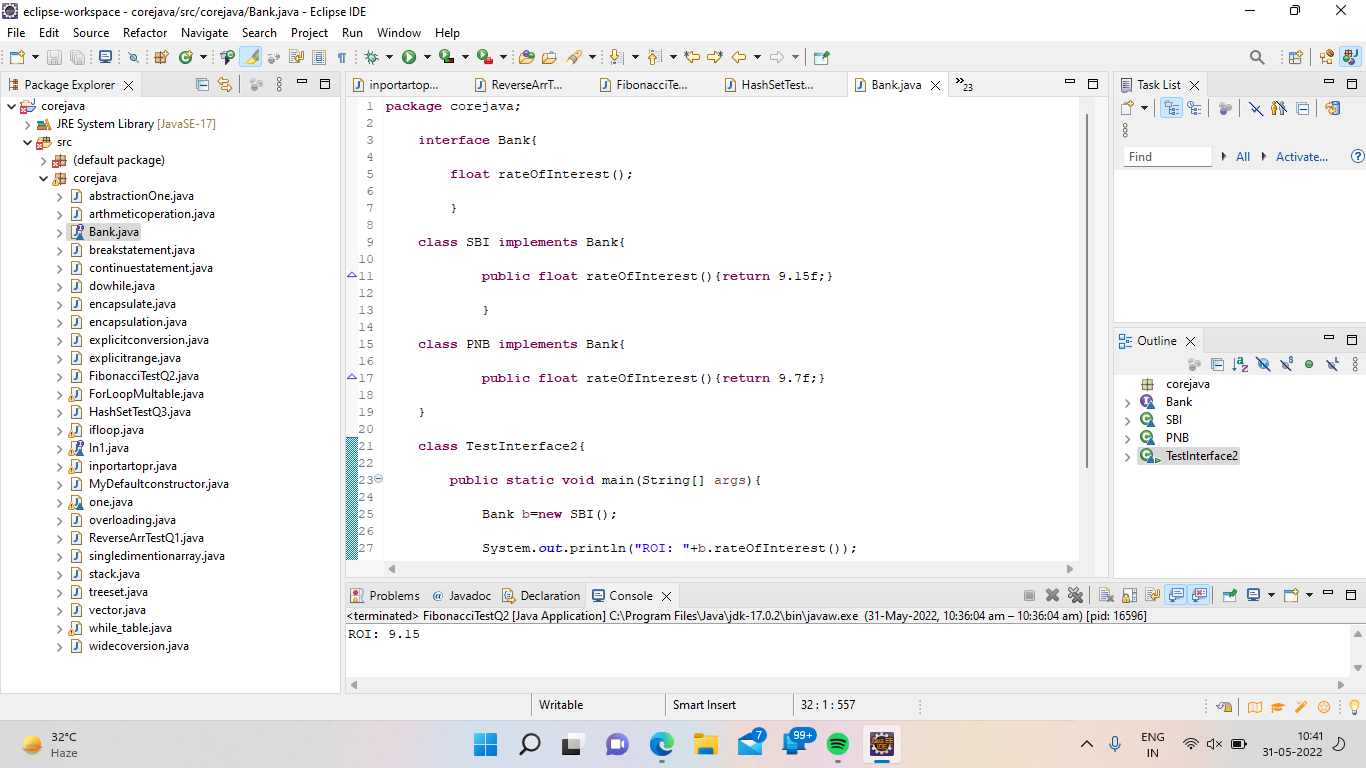 eclipse-workspace - corejava/src/corejava/Bank.java - Eclipse IDE
File Edit Source Refactor Navigate Search Project Run Window Help
Package Explorer
corejava
JRE System Library [JavaSE-17]
src
(default package)
corejava
abstractionOne.java
arthmeticoperation.java
Bank.java
breakstatement.java
continuestatement.java
dowhile.java
encapsulate.java
encapsulation.java
explicitconversion.java
explicitrange.java
FibonacciTestQ2.java
ForLoopMultable.java
HashSetTestQ3.java
ifloop.java
In1.java
inportartopr.java
MyDefaultconstructor.java
one.java
overloading.java
ReverseArrTestQ1.java
singledimentionarray.java
stack.java
treeset.java
vector.java
while_table.java
widecoversion.java
inportartop... ReverseArrT... FibonacciTe... HashSetTest... Bank.java 23
1 package corejava;
2
3 interface Bank{
4
5 float rateOfInterest();
6
7 }
8
9 class SBI implements Bank{
10
11 public float rateOfInterest(){return 9.15f;}
12
13 }
14
15 class PNB implements Bank{
16
17 public float rateOfInterest(){return 9.7f;}
18
19 }
20
21 class TestInterface2{
22
23 public static void main(String[] args){
24
25 Bank b=new SBI();
26
27 System.out.println("ROI: "+b.rateOfInterest());
Task List
Find All Activate...
Outline
corejava
Bank
SBI
PNB
TestInterface2
Problems Javadoc Declaration Console
<terminated> FibonacciTestQ2 [Java Application] C:\Program Files\Java\jdk-17.0.2\bin\javaw.exe (31-May-2022, 10:36:04 am – 10:36:04 am) [pid: 16596]
ROI: 9.15
Writable Smart Insert 32 : 1 : 557
32°C
Haze
7
99+
Java EE
IDE
ENG
IN
10:41
31-05-2022